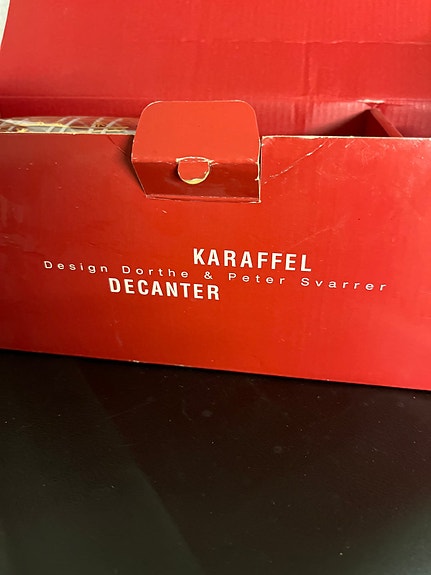 KARAFFEL
Design Dorthe & Peter Svarrer
DECANTER